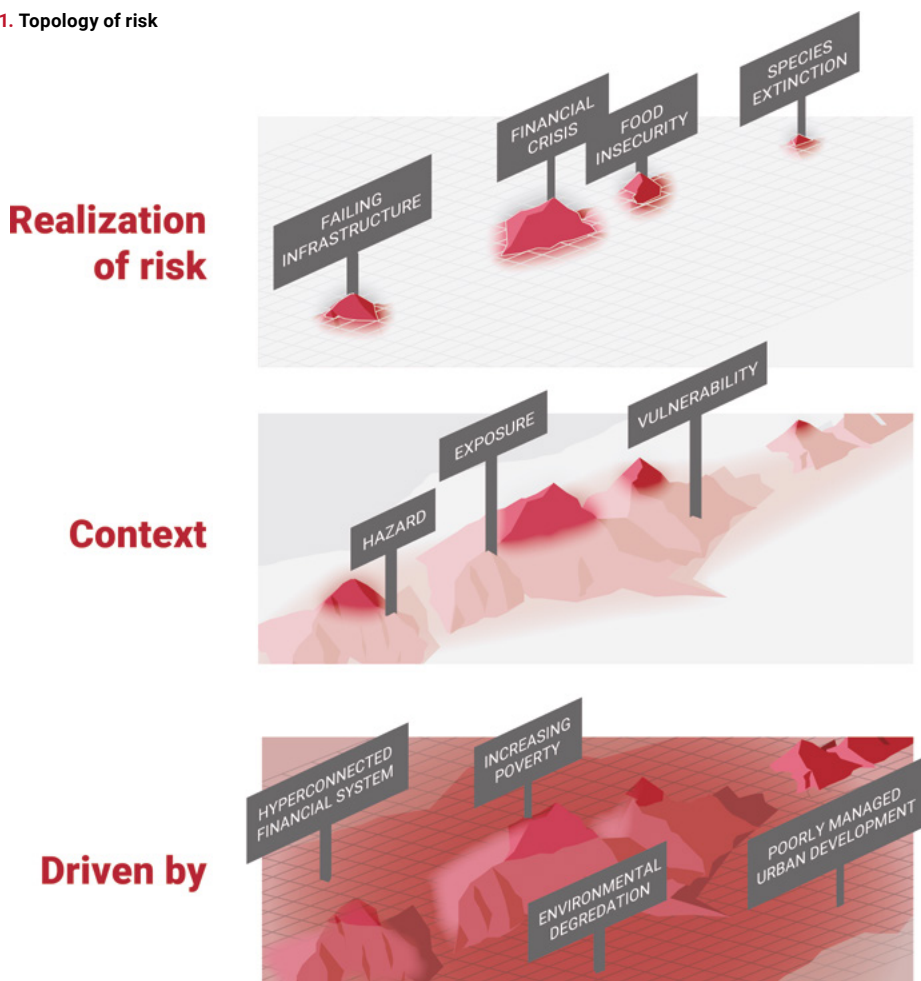 1. Topology of risk
Realization
of risk
FAILING
INFRASTRUCTURE
FINANCIAL
CRISIS
FOOD
INSECURITY
SPECIES
EXTINCTION
Context
HAZARD
EXPOSURE
VULNERABILITY
Driven by
HYPERCONNECTED
FINANCIAL SYSTEM
INCREASING
POVERTY
ENVIRONMENTAL
DEGREDATION
POORLY MANAGED
URBAN DEVELOPMENT